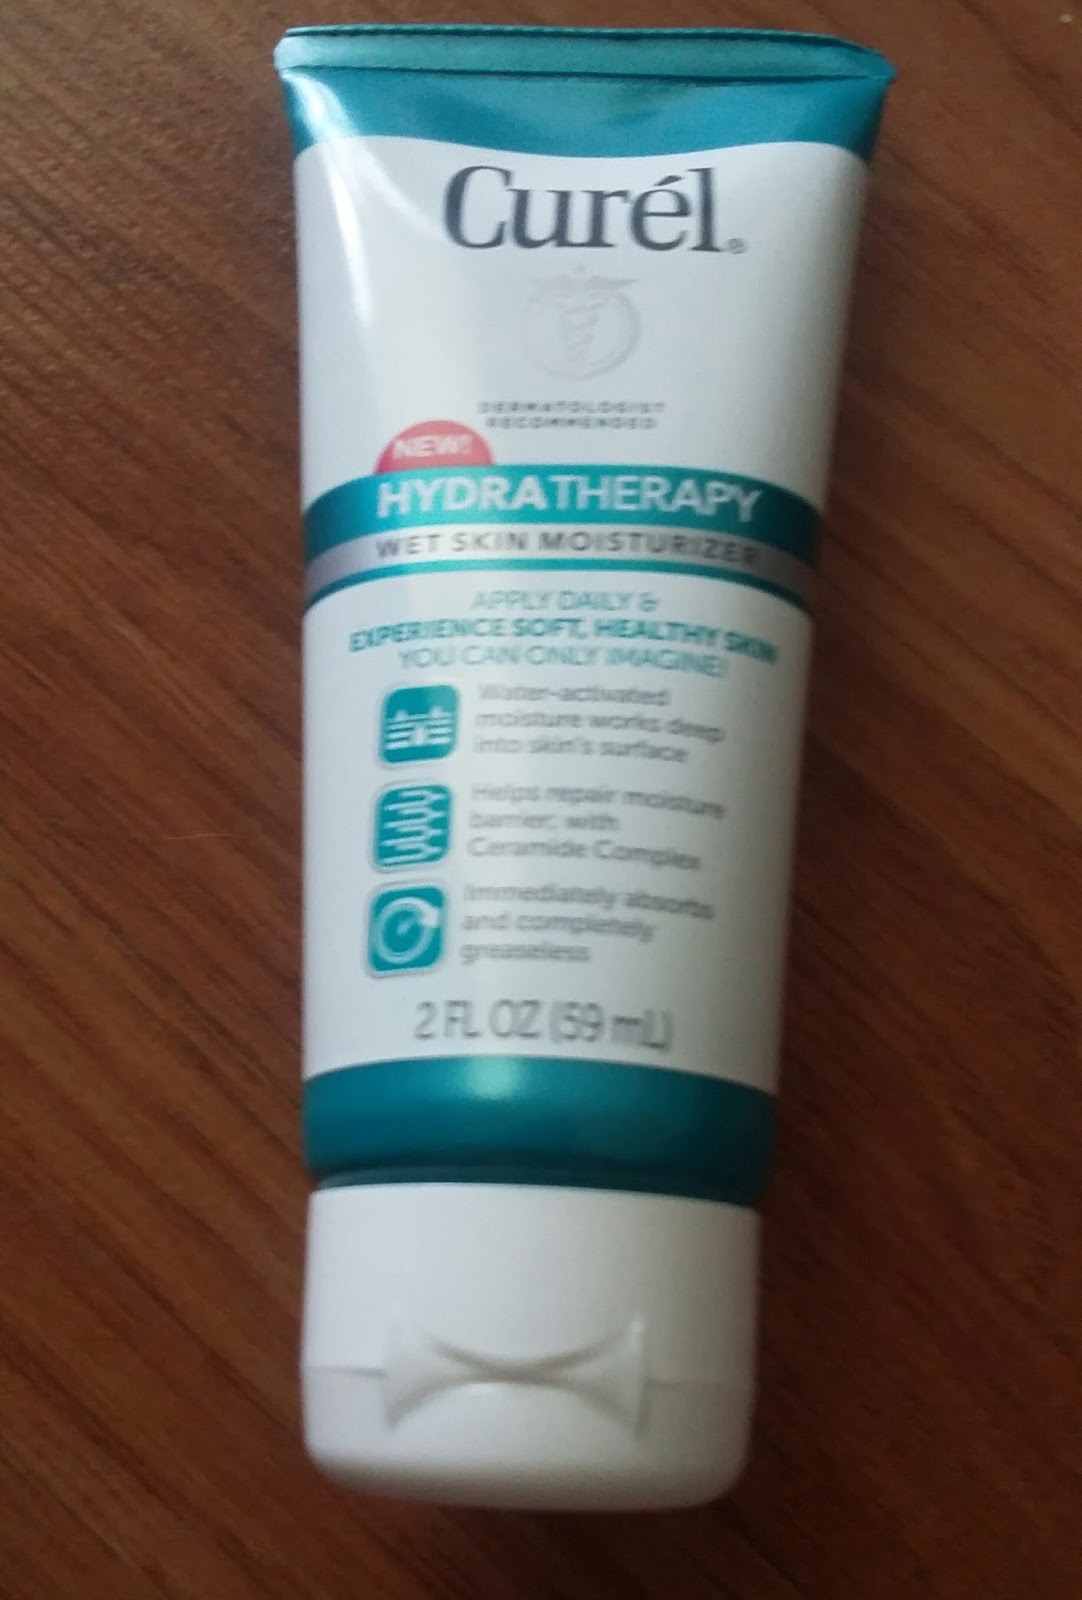 Curél®
DERMATOLOGIST
RECOMMENDED
NEW!
HYDRATHERAPY
WET SKIN MOISTURIZER
APPLY DAILY &
EXPERIENCE SOFT, HEALTHY SKIN
YOU CAN ONLY IMAGINE!
Water-activated
moisture works deep
into skin's surface
Helps repair moisture
barrier, with
Ceramide Complex
Immediately absorbs
and completely
greaseless
2 FL OZ (59 mL)